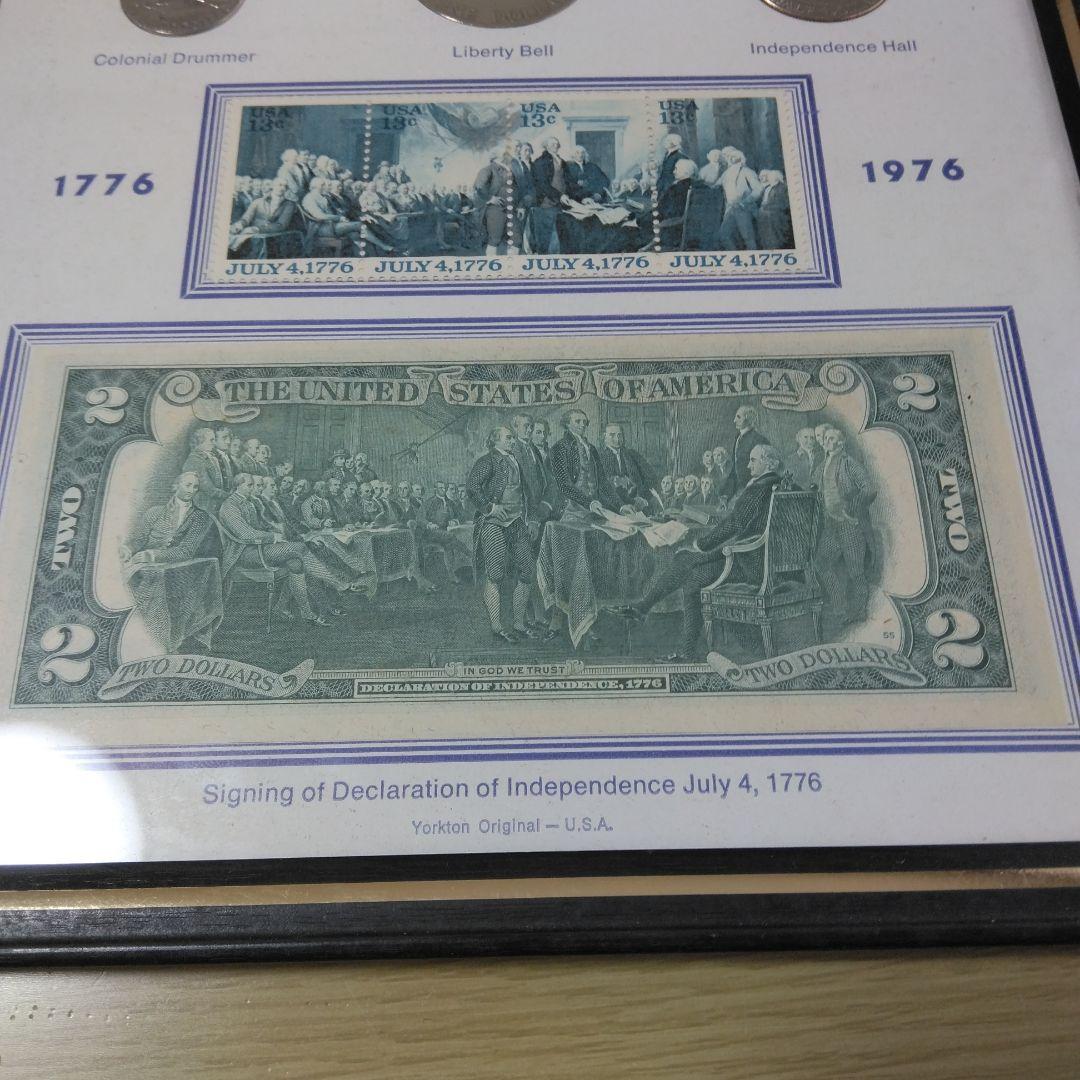 Colonial Drummer
Liberty Bell
Independence Hall
USA
13c
USA
13c
USA
13c
USA
13c
1776
1976
JULY 4,1776
JULY 4,1776
JULY 4,1776
JULY 4,1776
2
THE UNITED STATES OF AMERICA
2
TWO
TWO
55
2
TWO DOLLARS
IN GOD WE TRUST
TWO DOLLARS
2
DECLARATION OF INDEPENDENCE, 1776
Signing of Declaration of Independence July 4, 1776
Yorkton Original — U.S.A.